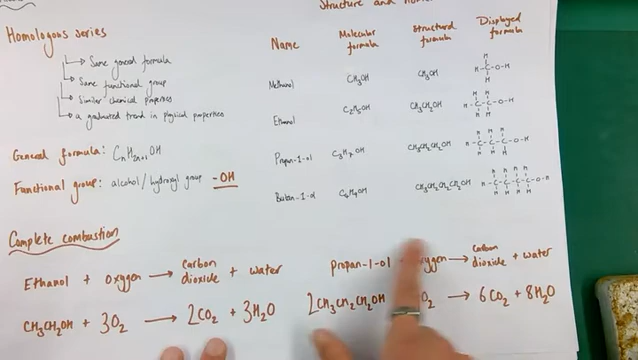 Structure and
Homologous series
Same general formula
Same functional group
Similar chemical properties
a graduated trend in physical properties
General formula: CnH2n+1OH
Functional group: alcohol/hydroxyl group -OH
Name Molecular formula Structural formula Displayed formula
Methanol CH3OH CH3OH
Ethanol C2H5OH CH3CH2OH
Propan-1-ol C3H7OH CH3CH2CH2OH
Butan-1-ol CH3CH2CH2CH2OH
Complete combustion
Ethanol + oxygen → carbon dioxide + water
CH3CH2OH + 3O2 → 2CO2 + 3H2O
Propan-1-ol oxygen → carbon dioxide + water
2CH3CH2CH2OH O2 → 6CO2 + 8H2O